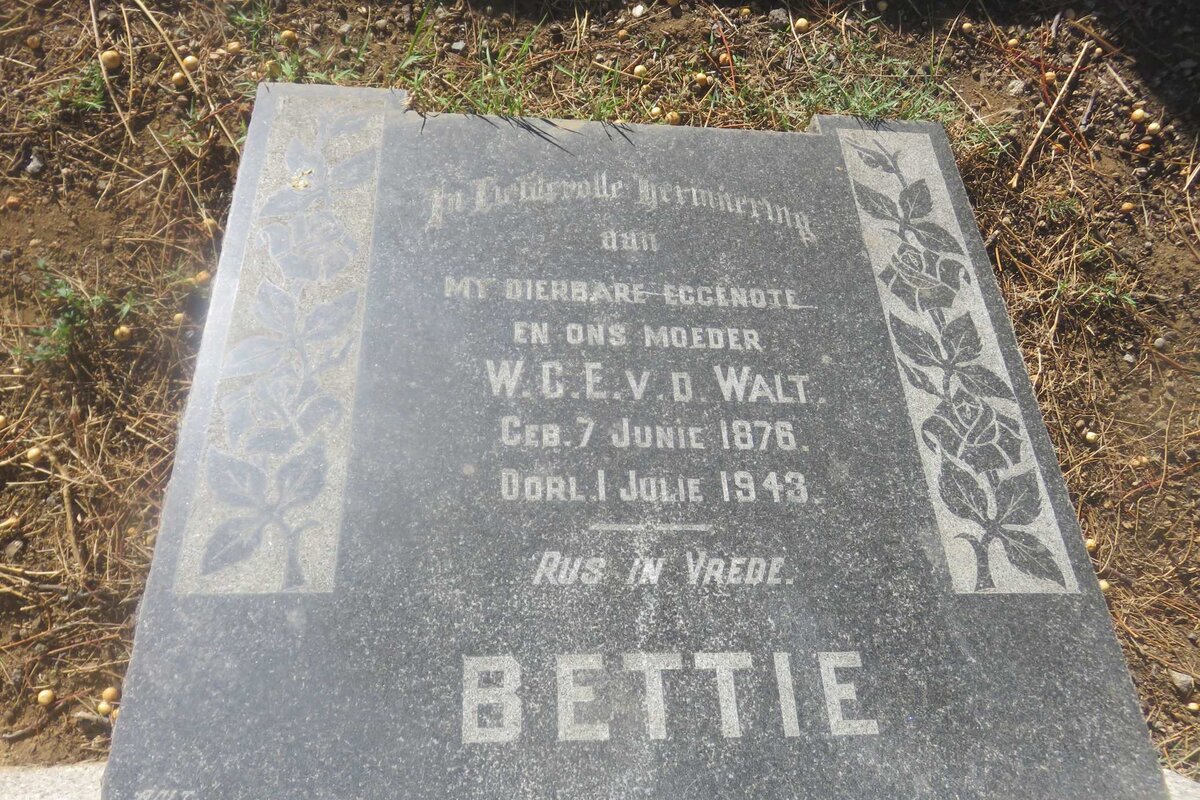 In Liefdevolle Herinnering
aan
MY DIERBARE EGGENOTE
EN ONS MOEDER
W.C.E. V.D. WALT.
GEB. 7 JUNIE 1876.
OORL. 1 JULIE 1943.
RUS IN VREDE.
BETTIE